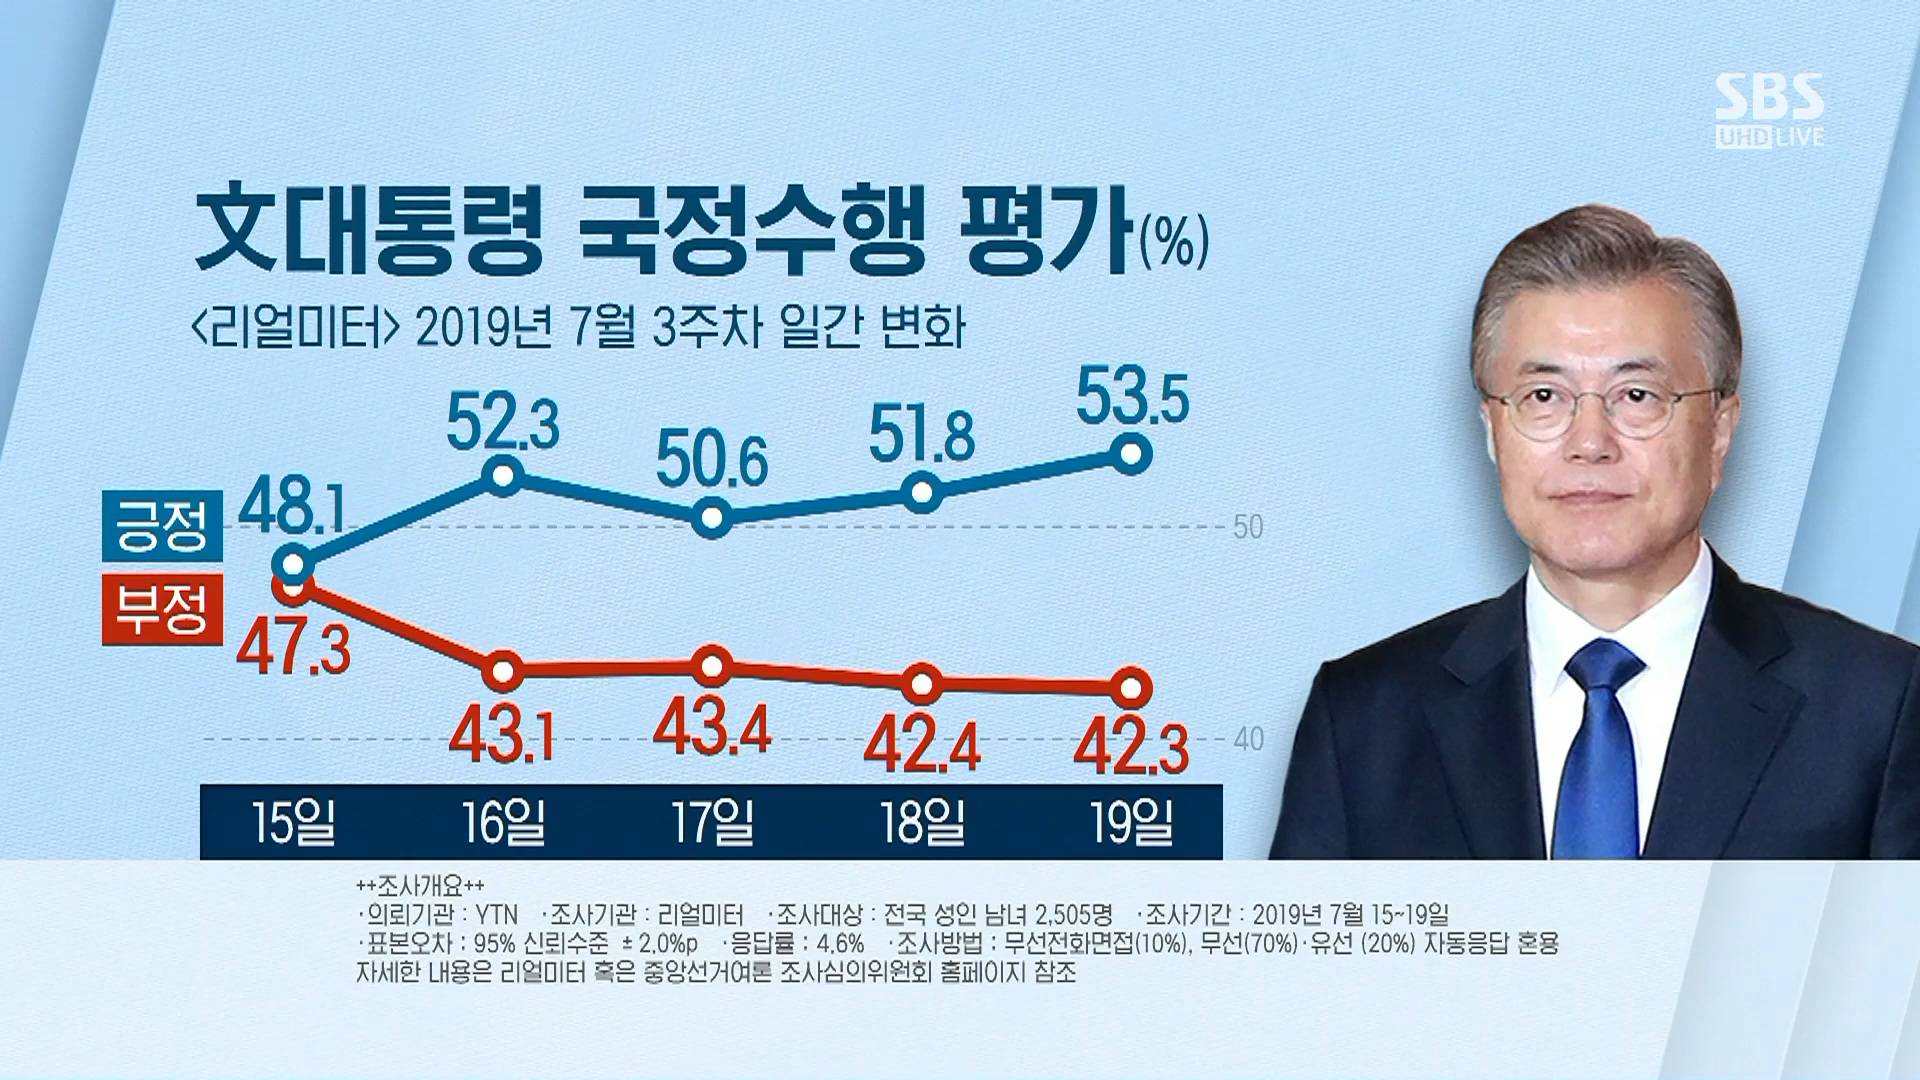 SBS
UHD LIVE
文대통령 국정수행 평가(%)
<리얼미터> 2019년 7월 3주차 일간 변화
53.5
52.3
51.8
50.6
48.1
긍정
50
부정
47.3
43.1
43.4
42.4
42.3
40
15일 16일 17일 18일 19일
++조사개요++
·의뢰기관 : YTN ·조사기관 : 리얼미터 ·조사대상 : 전국 성인 남녀 2,505명 ·조사기간 : 2019년 7월 15~19일
·표본오차 : 95% 신뢰수준 ±2.0%p ·응답률 : 4.6% ·조사방법 : 무선전화면접(10%), 무선(70%)·유선 (20%) 자동응답 혼용
자세한 내용은 리얼미터 혹은 중앙선거여론 조사심의위원회 홈페이지 참조